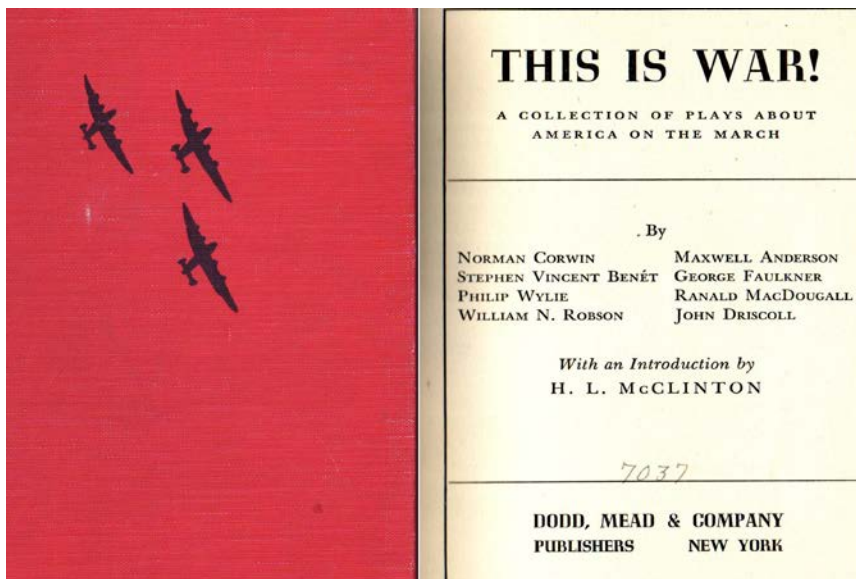 THIS IS WAR!
A COLLECTION OF PLAYS ABOUT
AMERICA ON THE MARCH
By
NORMAN CORWIN MAXWELL ANDERSON
STEPHEN VINCENT BENÉT GEORGE FAULKNER
PHILIP WYLIE RANALD MACDOUGALL
WILLIAM N. ROBSON JOHN DRISCOLL
With an Introduction by
H. L. McCLINTON
7037
DODD, MEAD & COMPANY
PUBLISHERS NEW YORK